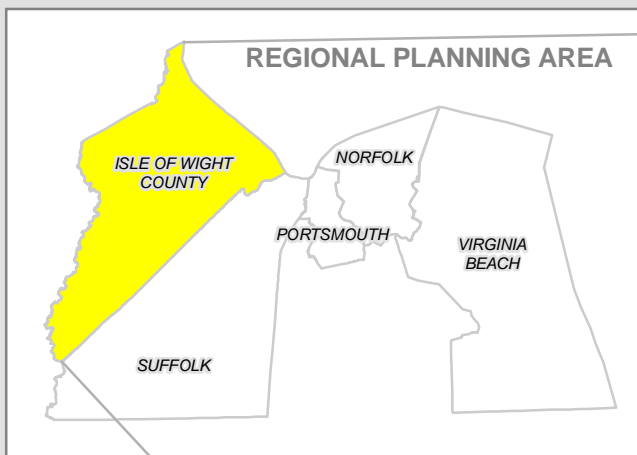 REGIONAL PLANNING AREA
ISLE OF WIGHT
COUNTY
NORFOLK
PORTSMOUTH
VIRGINIA
BEACH
SUFFOLK